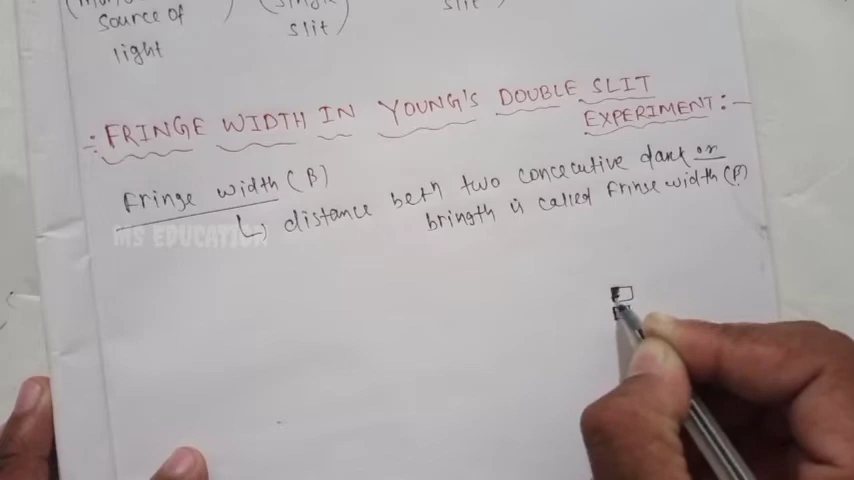 Source of
light
slit
slit
÷ FRINGE WIDTH IN YOUNG'S DOUBLE SLIT
EXPERIMENT :-
Fringe width (β)
↳ distance betn two concecutive dark or
bringth is called Fringe width (β)
MS EDUCATION